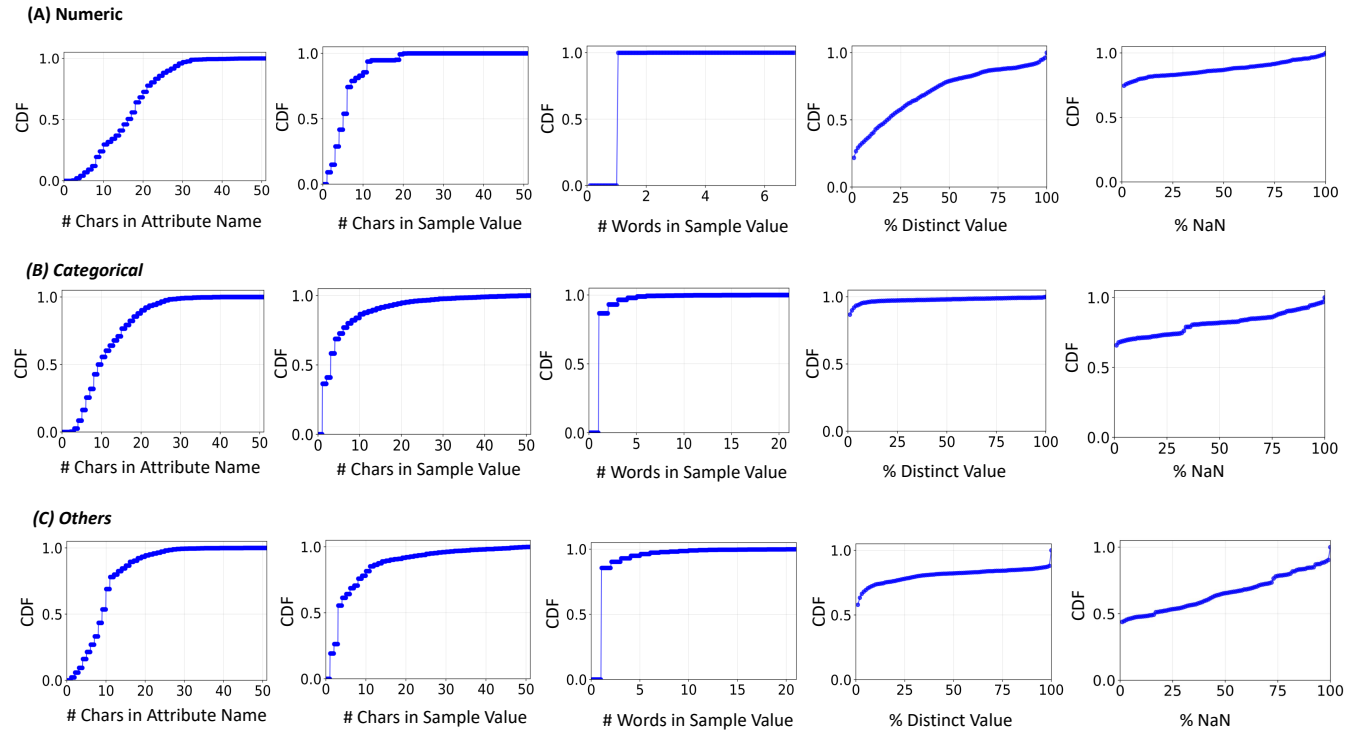 (A) Numeric
CDF
1.0
0.5
0.0
0 10 20 30 40 50
# Chars in Attribute Name
CDF
1.0
0.5
0.0
0 10 20 30 40 50
# Chars in Sample Value
CDF
1.0
0.5
0.0
0 2 4 6
# Words in Sample Value
CDF
1.0
0.5
0.0
0 25 50 75 100
% Distinct Value
CDF
1.0
0.5
0.0
0 25 50 75 100
% NaN
(B) Categorical
CDF
1.0
0.5
0.0
0 10 20 30 40 50
# Chars in Attribute Name
CDF
1.0
0.5
0.0
0 10 20 30 40 50
# Chars in Sample Value
CDF
1.0
0.5
0.0
0 5 10 15 20
# Words in Sample Value
CDF
1.0
0.5
0.0
0 25 50 75 100
% Distinct Value
CDF
1.0
0.5
0.0
0 25 50 75 100
% NaN
(C) Others
CDF
1.0
0.5
0.0
0 10 20 30 40 50
# Chars in Attribute Name
CDF
1.0
0.5
0.0
0 10 20 30 40 50
# Chars in Sample Value
CDF
1.0
0.5
0.0
0 5 10 15 20
# Words in Sample Value
CDF
1.0
0.5
0.0
0 25 50 75 100
% Distinct Value
CDF
1.0
0.5
0.0
0 25 50 75 100
% NaN